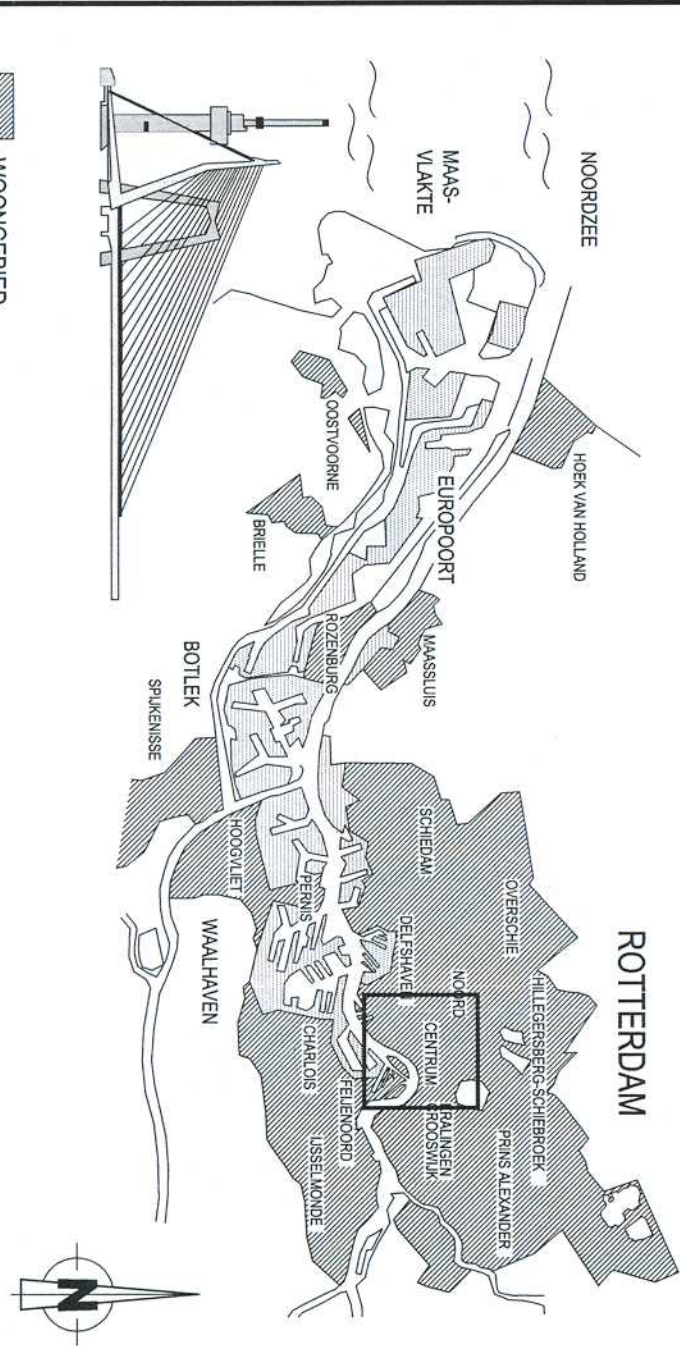 ROTTERDAM
NOORDZEE
MAAS-
VLAKTE
HOEK VAN HOLLAND
EUROPOORT
OOSTVOORNE
BRIELLE
MAASSLUIS
ROZENBURG
BOTLEK
SPIJKENISSE
HOOGVLIET
PERNIS
WAALHAVEN
SCHIEDAM
OVERSCHIE
HILLEGERSBERG-SCHIEBROEK
DELFSHAVEN
NOORD
CENTRUM
KRALINGEN
CROOSWIJK
PRINS ALEXANDER
CHARLOIS
FEIJENOORD
IJSSELMONDE
N
WOONGEBIED